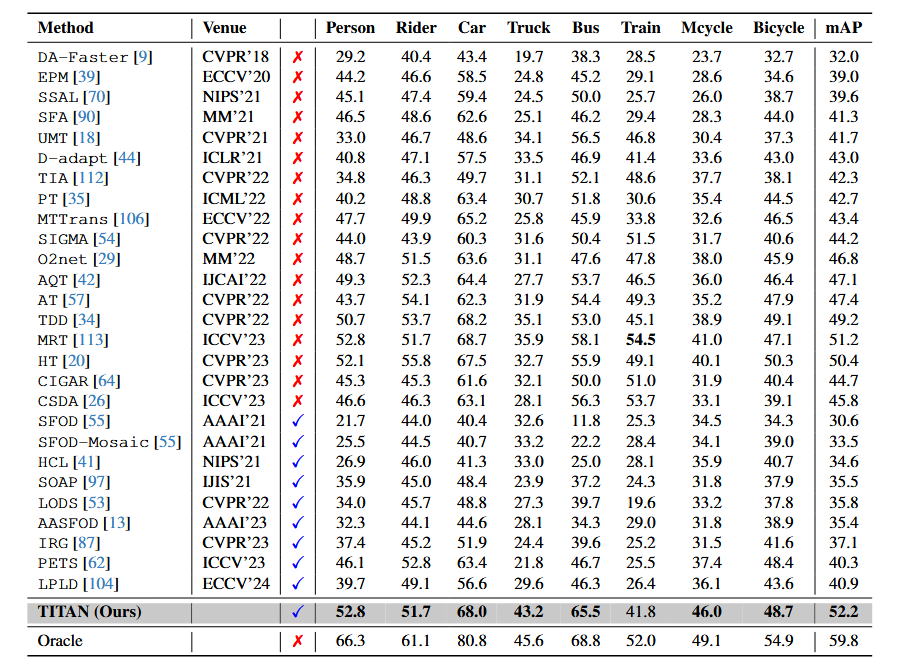 Method Venue Person Rider Car Truck Bus Train Mcycle Bicycle mAP
DA-Faster [9] CVPR'18 ✗ 29.2 40.4 43.4 19.7 38.3 28.5 23.7 32.7 32.0
EPM [39] ECCV'20 ✗ 44.2 46.6 58.5 24.8 45.2 29.1 28.6 34.6 39.0
SSAL [70] NIPS'21 ✗ 45.1 47.4 59.4 24.5 50.0 25.7 26.0 38.7 39.6
SFA [90] MM'21 ✗ 46.5 48.6 62.6 25.1 46.2 29.4 28.3 44.0 41.3
UMT [18] CVPR'21 ✗ 33.0 46.7 48.6 34.1 56.5 46.8 30.4 37.3 41.7
D-adapt [44] ICLR'21 ✗ 40.8 47.1 57.5 33.5 46.9 41.4 33.6 43.0 43.0
TIA [112] CVPR'22 ✗ 34.8 46.3 49.7 31.1 52.1 48.6 37.7 38.1 42.3
PT [35] ICML'22 ✗ 40.2 48.8 63.4 30.7 51.8 30.6 35.4 44.5 42.7
MTTrans [106] ECCV'22 ✗ 47.7 49.9 65.2 25.8 45.9 33.8 32.6 46.5 43.4
SIGMA [54] CVPR'22 ✗ 44.0 43.9 60.3 31.6 50.4 51.5 31.7 40.6 44.2
O2net [29] MM'22 ✗ 48.7 51.5 63.6 31.1 47.6 47.8 38.0 45.9 46.8
AQT [42] IJCAI'22 ✗ 49.3 52.3 64.4 27.7 53.7 46.5 36.0 46.4 47.1
AT [57] CVPR'22 ✗ 43.7 54.1 62.3 31.9 54.4 49.3 35.2 47.9 47.4
TDD [34] CVPR'22 ✗ 50.7 53.7 68.2 35.1 53.0 45.1 38.9 49.1 49.2
MRT [113] ICCV'23 ✗ 52.8 51.7 68.7 35.9 58.1 54.5 41.0 47.1 51.2
HT [20] CVPR'23 ✗ 52.1 55.8 67.5 32.7 55.9 49.1 40.1 50.3 50.4
CIGAR [64] CVPR'23 ✗ 45.3 45.3 61.6 32.1 50.0 51.0 31.9 40.4 44.7
CSDA [26] ICCV'23 ✗ 46.6 46.3 63.1 28.1 56.3 53.7 33.1 39.1 45.8
SFOD [55] AAAI'21 ✓ 21.7 44.0 40.4 32.6 11.8 25.3 34.5 34.3 30.6
SFOD-Mosaic [55] AAAI'21 ✓ 25.5 44.5 40.7 33.2 22.2 28.4 34.1 39.0 33.5
HCL [41] NIPS'21 ✓ 26.9 46.0 41.3 33.0 25.0 28.1 35.9 40.7 34.6
SOAP [97] IJIS'21 ✓ 35.9 45.0 48.4 23.9 37.2 24.3 31.8 37.9 35.5
LODS [53] CVPR'22 ✓ 34.0 45.7 48.8 27.3 39.7 19.6 33.2 37.8 35.8
AASFOD [13] AAAI'23 ✓ 32.3 44.1 44.6 28.1 34.3 29.0 31.8 38.9 35.4
IRG [87] CVPR'23 ✓ 37.4 45.2 51.9 24.4 39.6 25.2 31.5 41.6 37.1
PETS [62] ICCV'23 ✓ 46.1 52.8 63.4 21.8 46.7 25.5 37.4 48.4 40.3
LPLD [104] ECCV'24 ✓ 39.7 49.1 56.6 29.6 46.3 26.4 36.1 43.6 40.9
TITAN (Ours) ✓ 52.8 51.7 68.0 43.2 65.5 41.8 46.0 48.7 52.2
Oracle ✗ 66.3 61.1 80.8 45.6 68.8 52.0 49.1 54.9 59.8